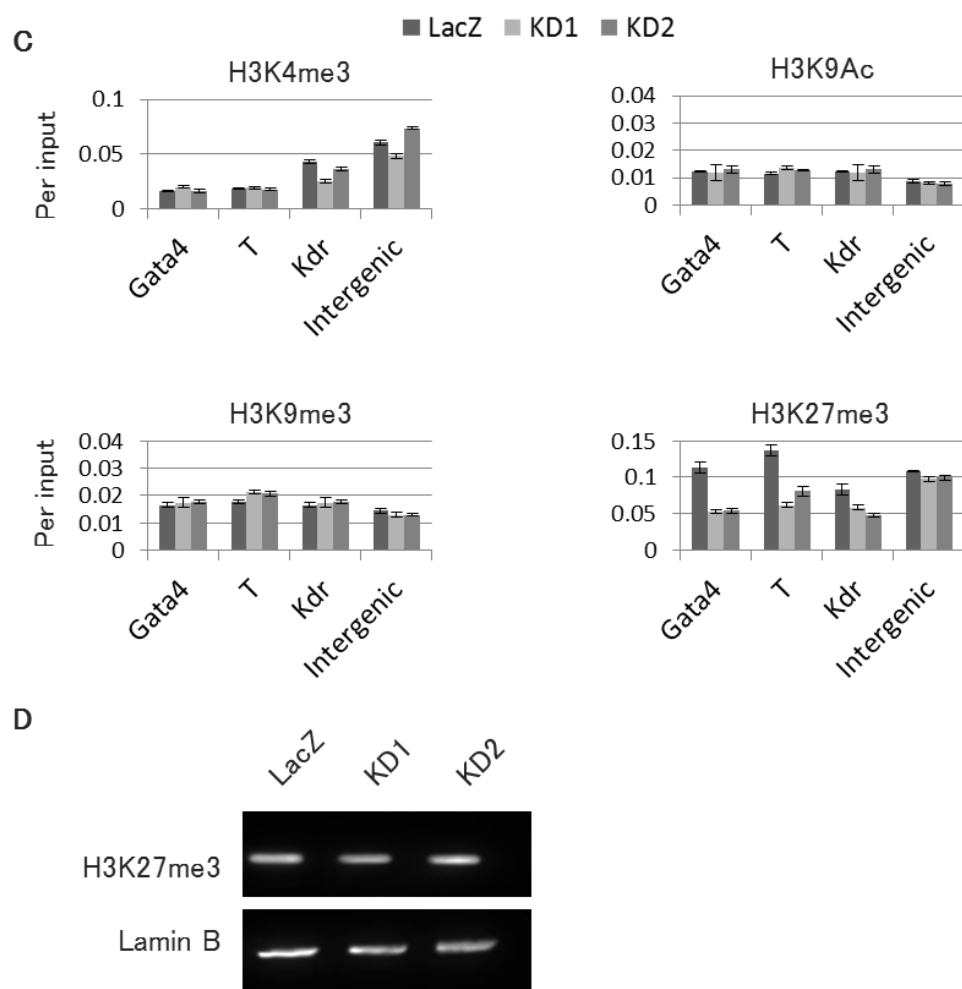 C
LacZ KD1 KD2
H3K4me3
Per input
0.1
0.05
0
Gata4
T
Kdr
Intergenic
H3K9Ac
0.04
0.03
0.02
0.01
0
Gata4
T
Kdr
Intergenic
H3K9me3
Per input
0.04
0.03
0.02
0.01
0
Gata4
T
Kdr
Intergenic
H3K27me3
0.15
0.1
0.05
0
Gata4
T
Kdr
Intergenic
D
LacZ KD1 KD2
H3K27me3
Lamin B